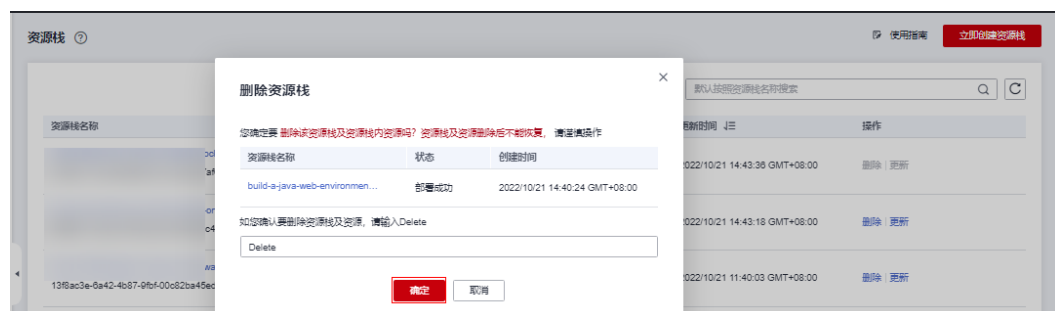 资源栈
使用指南
立即创建资源栈
删除资源栈
默认按照资源栈名称搜索
您确定要 删除该资源栈及资源栈内资源吗？资源栈及资源删除后不能恢复，请谨慎操作
资源栈名称 状态 创建时间
build-a-java-web-environmen... 部署成功 2022/10/21 14:40:24 GMT+08:00
如您确认要删除资源栈及资源，请输入Delete
Delete
确定 取消
资源栈名称
更新时间 操作
2022/10/21 14:43:36 GMT+08:00 删除 | 更新
2022/10/21 14:43:18 GMT+08:00 删除 | 更新
13f8ac3e-6a42-4b87-9fbf-00c82ba45ed
2022/10/21 11:40:03 GMT+08:00 删除 | 更新